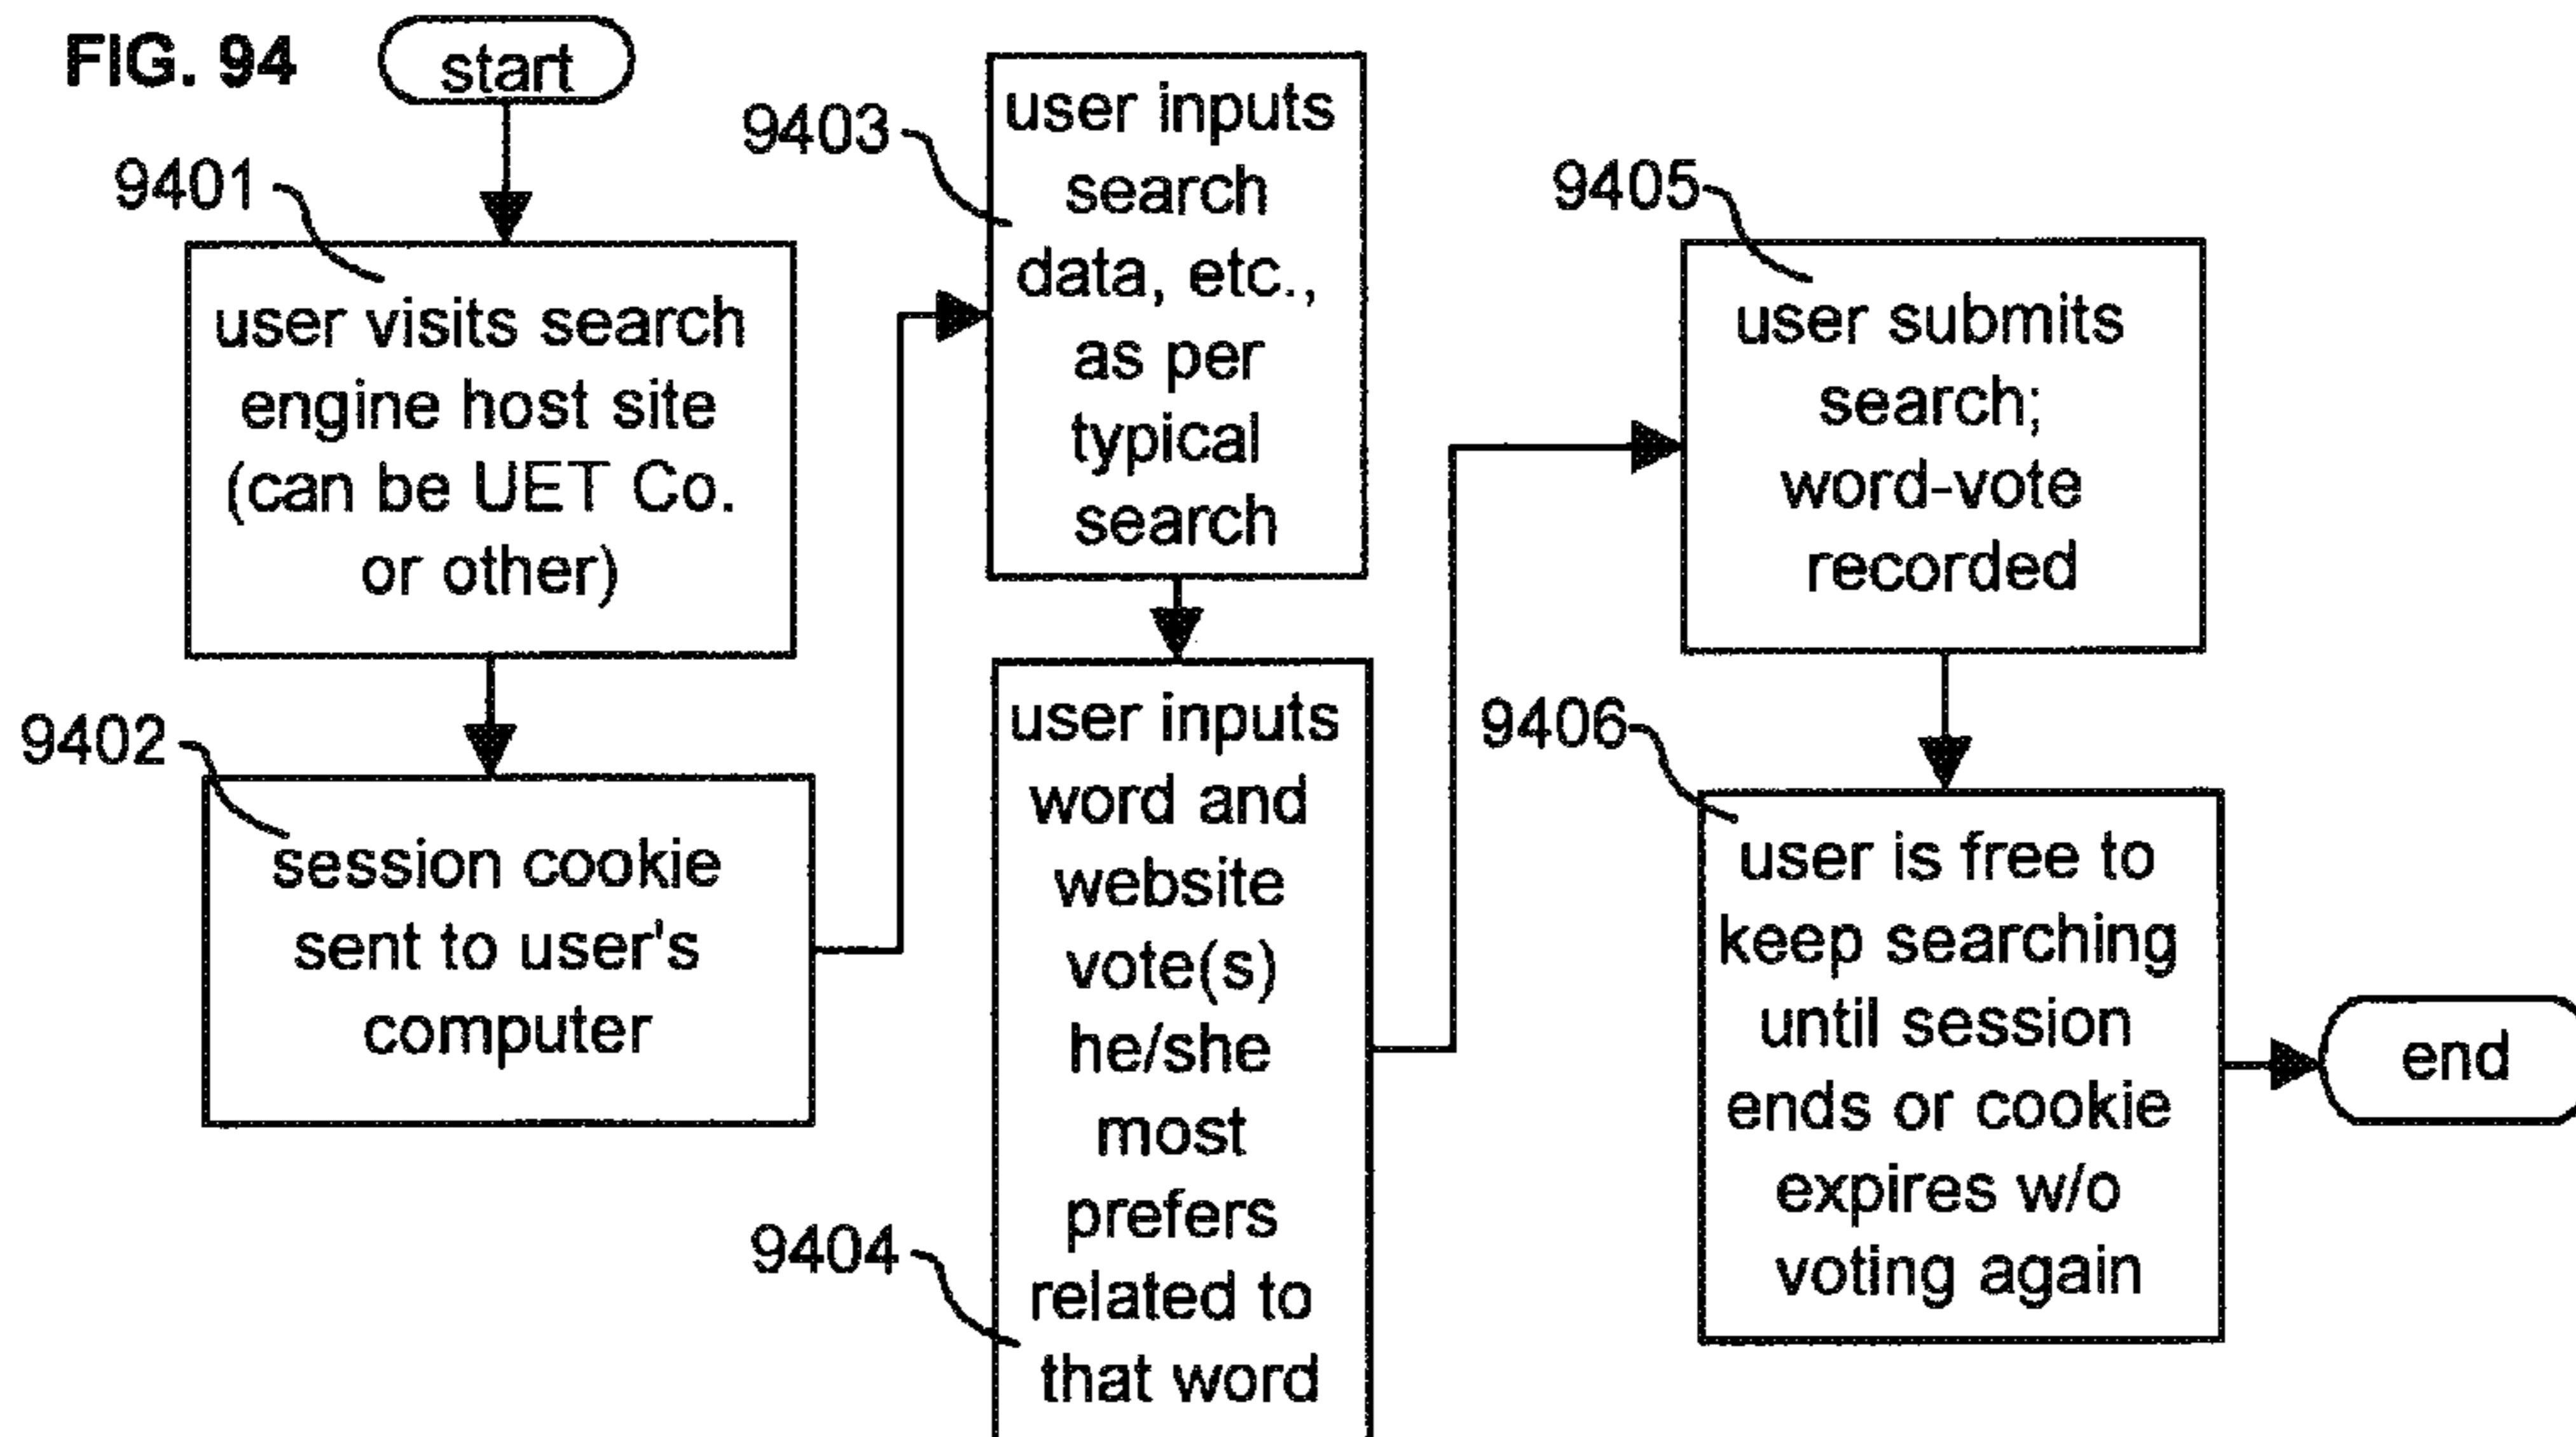 FIG. 94
start
9401
user visits search
engine host site
(can be UET Co.
or other)
9402
session cookie
sent to user's
computer
9403
user inputs
search
data, etc.,
as per
typical
search
9404
user inputs
word and
website
vote(s)
he/she
most
prefers
related to
that word
9405
user submits
search;
word-vote
recorded
9406
user is free to
keep searching
until session
ends or cookie
expires w/o
voting again
end